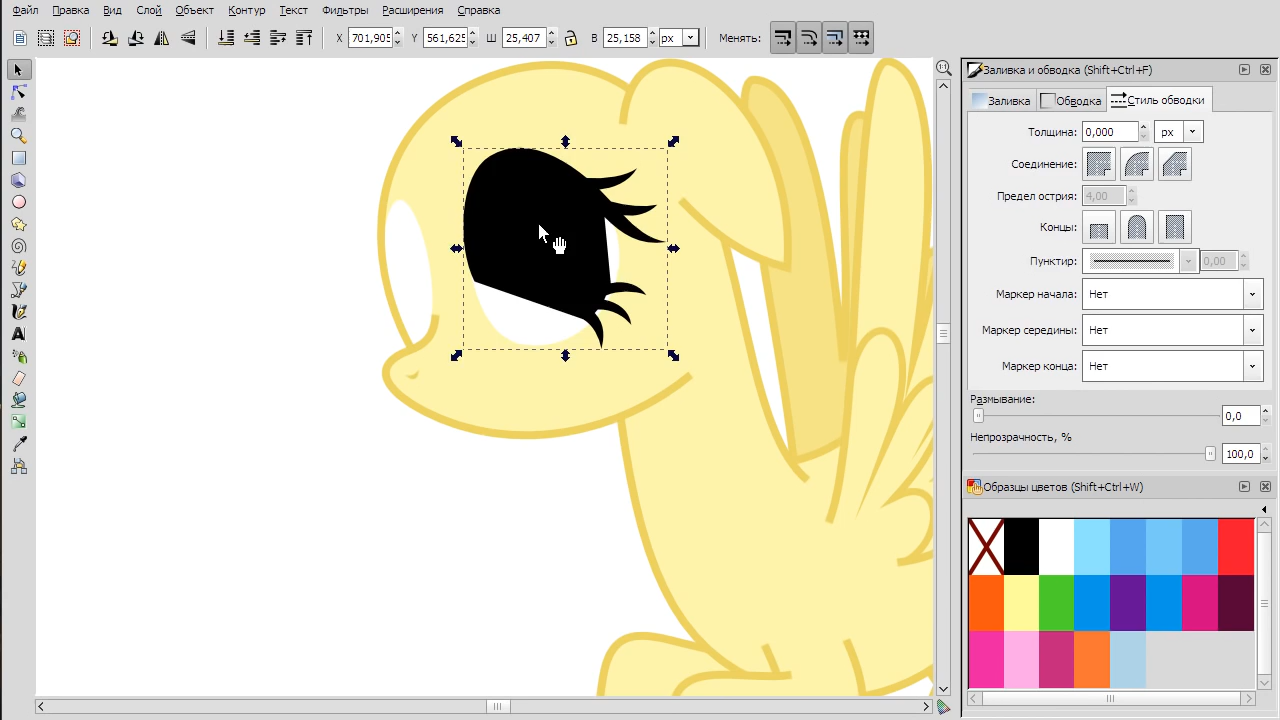 Файл Правка Вид Слой Объект Контур Текст Фильтры Расширения Справка
X 701,905 Y 561,625 Ш 25,407 В 25,158 px Менять:
1:1
Заливка и обводка (Shift+Ctrl+F)
Заливка Обводка Стиль обводки
Толщина: 0,000 px
Соединение:
Предел острия: 4,00
Концы:
Пунктир: 0,00
Маркер начала: Нет
Маркер середины: Нет
Маркер конца: Нет
Размывание:
0,0
Непрозрачность, %
100,0
Образцы цветов (Shift+Ctrl+W)
A